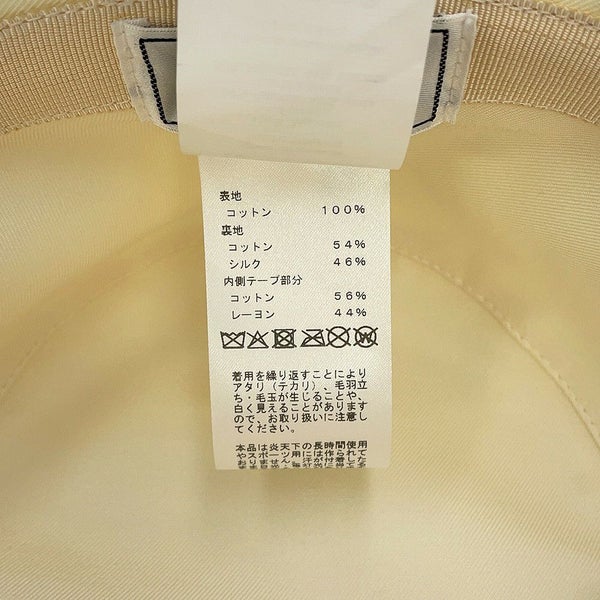 表地
コットン 100%
裏地
コットン 54%
シルク 46%
内側テープ部分
コットン 56%
レーヨン 44%
着用を繰り返すことにより
アタリ（テカリ）、毛羽立
ち・毛玉が生じることや、
白く見えることがあります
ので、お取り扱いに注意し
てください。